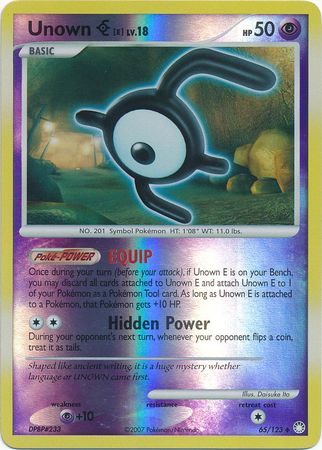 Unown [E] LV.18 HP 50
BASIC
NO. 201 Symbol Pokémon HT: 1'08" WT: 11.0 lbs.
Poké-POWER EQUIP
Once during your turn (before your attack), if Unown E is on your Bench,
you may discard all cards attached to Unown E and attach Unown E to
1 of your Pokémon as a Pokémon Tool card. As long as Unown E is attached
to a Pokémon, that Pokémon gets +10 HP.
Hidden Power
During your opponent's next turn, whenever your opponent flips a coin,
treat it as tails.
Shaped like ancient writing, it is a huge mystery whether
language or UNOWN came first.
Illus. Daisuke Ito
weakness resistance retreat cost
+10
DPBP#233 ©2007 Pokémon/Nintendo 65/123